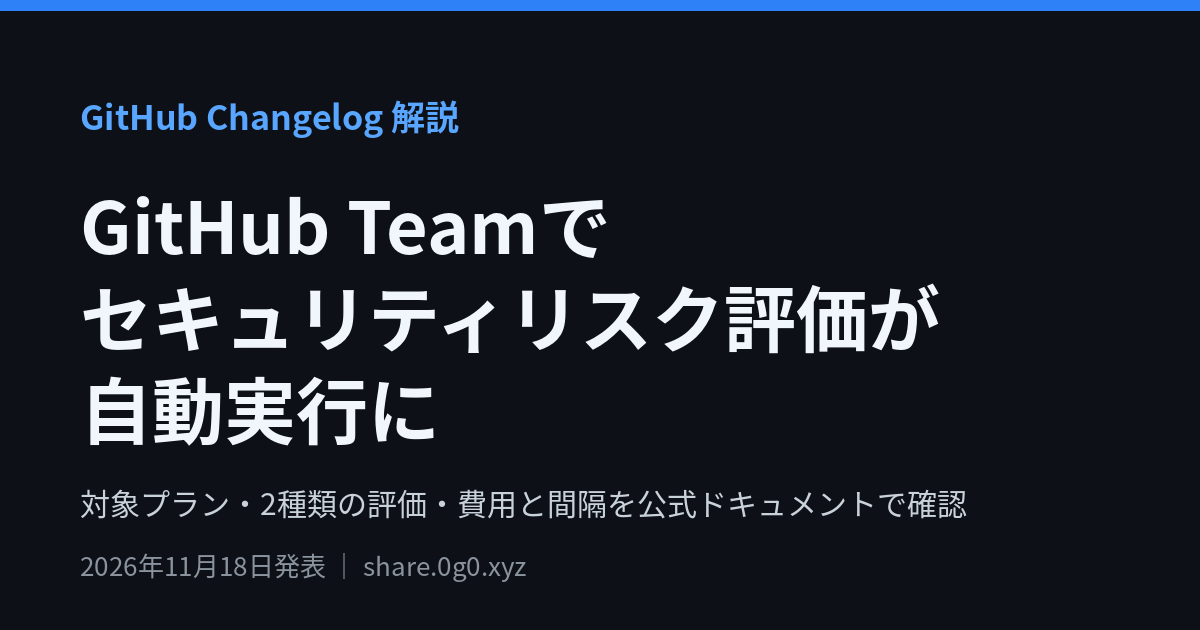 GitHub Changelog 解説
GitHub Teamで
セキュリティリスク評価が
自動実行に
対象プラン・2種類の評価・費用と間隔を公式ドキュメントで確認
2026年11月18日発表 ｜ share.0g0.xyz